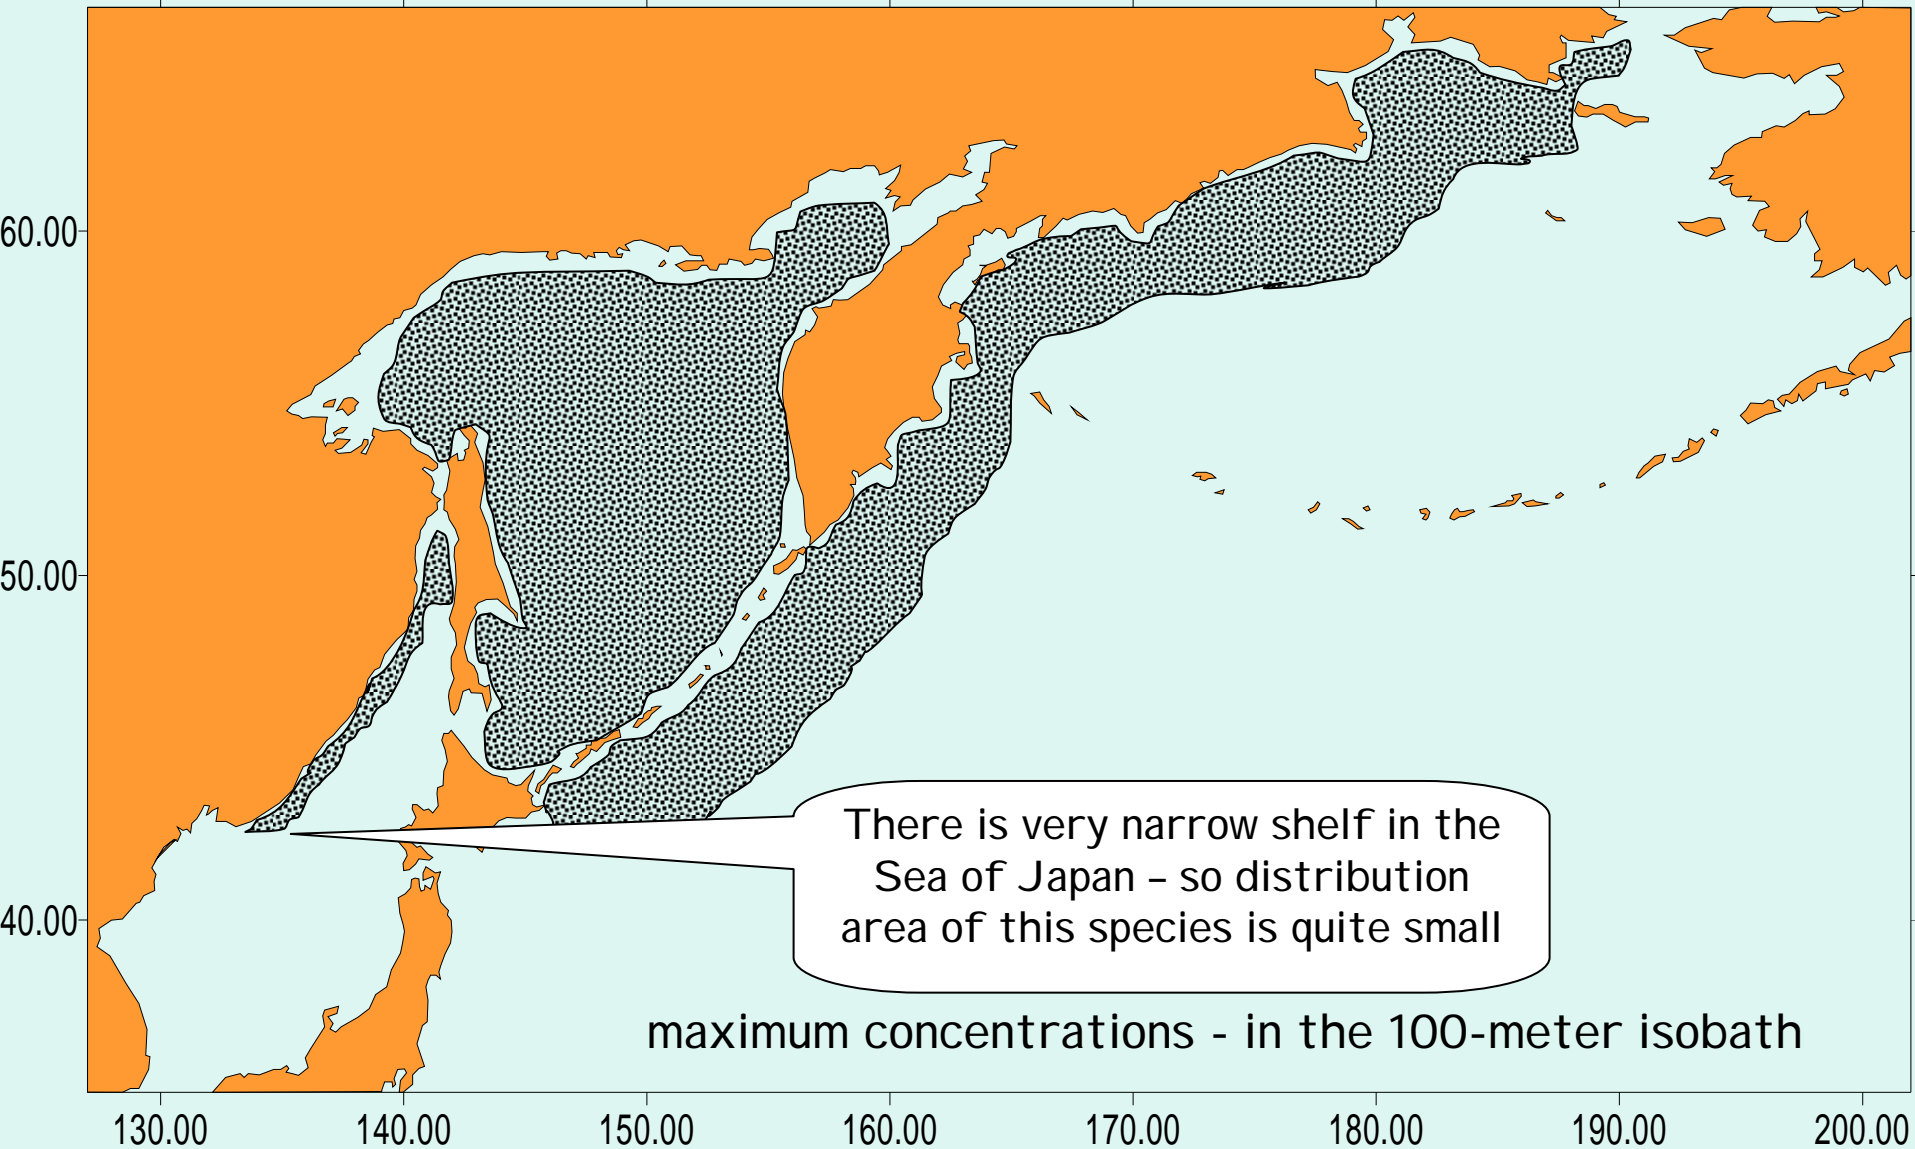 60.00
50.00
40.00
There is very narrow shelf in the
Sea of Japan – so distribution
area of this species is quite small
maximum concentrations - in the 100-meter isobath
130.00 140.00 150.00 160.00 170.00 180.00 190.00 200.00